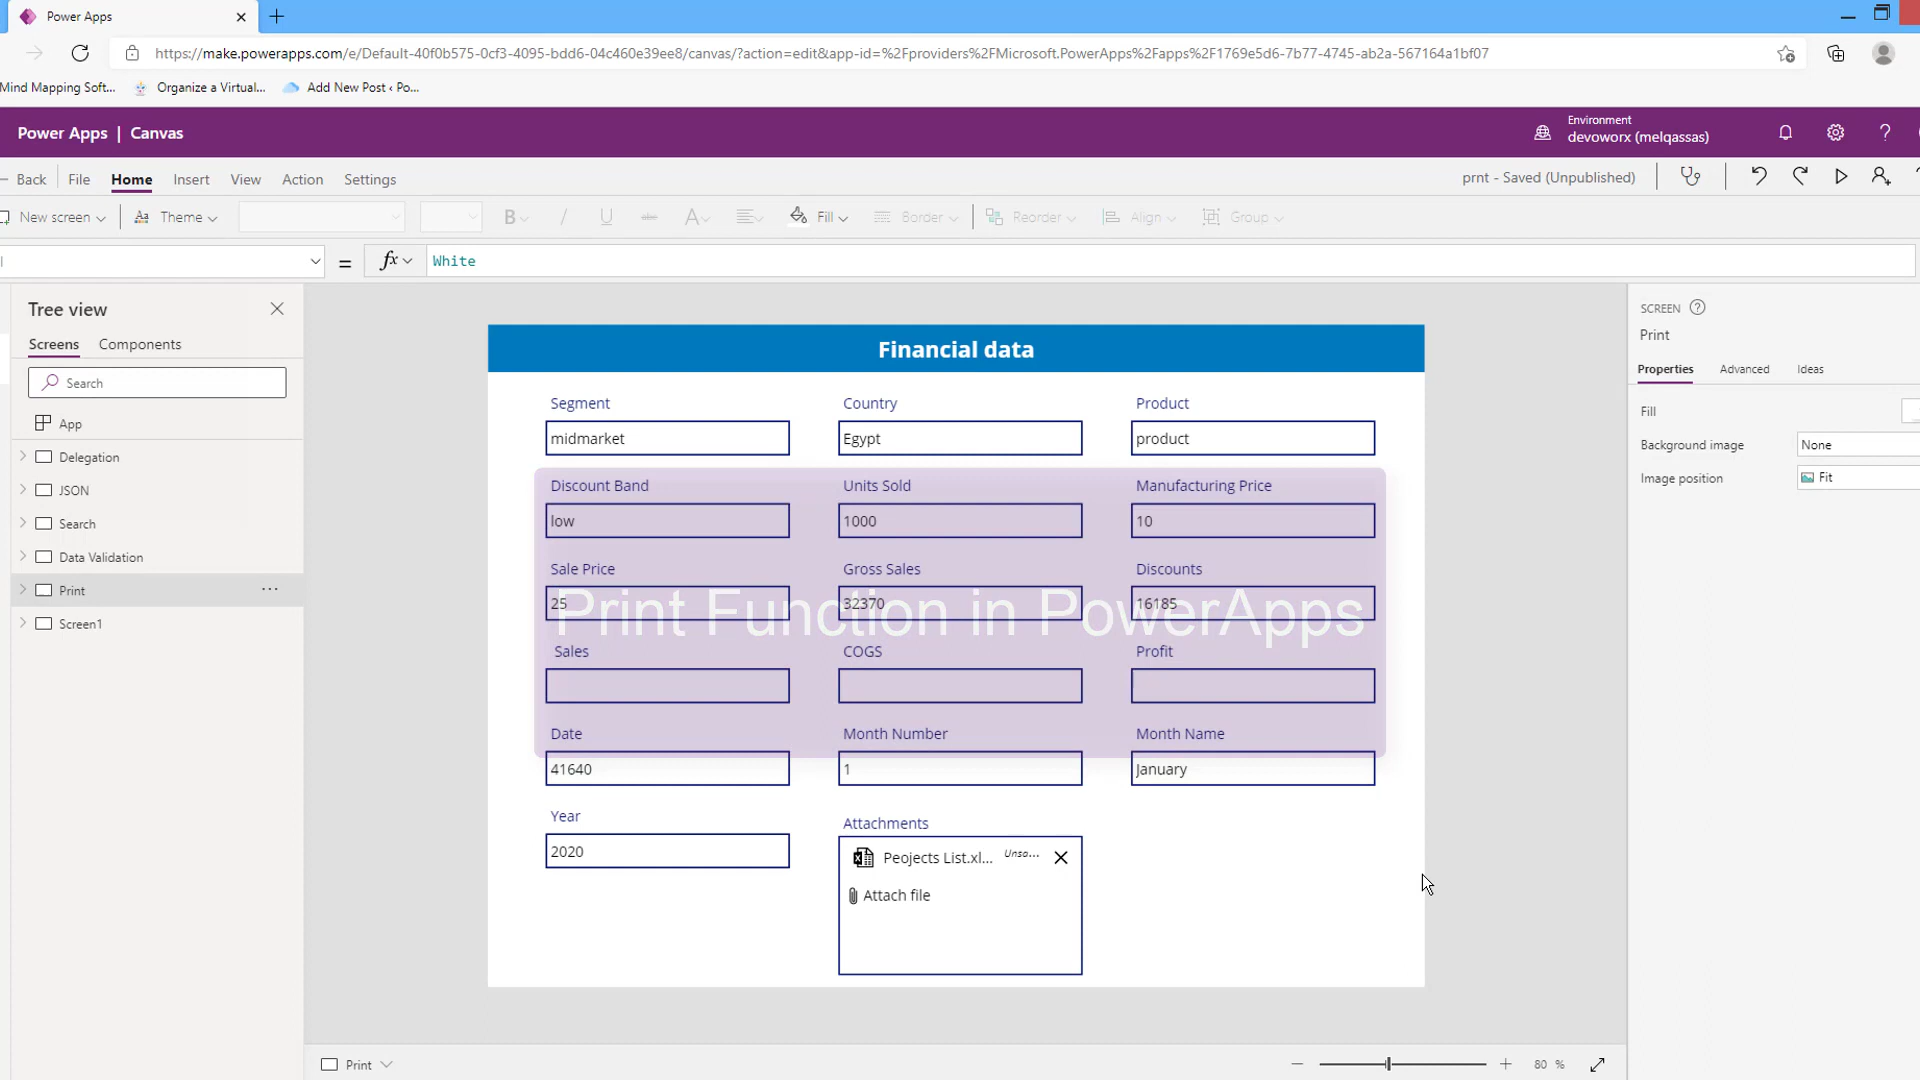 Power Apps
https://make.powerapps.com/e/Default-40f0b575-0cf3-4095-bdd6-04c460e39ee8/canvas/?action=edit&app-id=%2Fproviders%2FMicrosoft.PowerApps%2Fapps%2F1769e5d6-7b77-4745-ab2a-567164a1bf07
Mind Mapping Soft... Organize a Virtual... Add New Post ‹ Po...
Power Apps | Canvas
Environment
devoworx (melqassas)
Back File Home Insert View Action Settings
prnt - Saved (Unpublished)
New screen Theme B I U abc A Fill Border Reorder Align Group
= fx White
Tree view
Screens Components
Search
App
Delegation
JSON
Search
Data Validation
Print
Screen1
Financial data
Segment Country Product
midmarket Egypt product
Discount Band Units Sold Manufacturing Price
low 1000 10
Sale Price Gross Sales Discounts
25 32370 16185
Print Function in PowerApps
Sales COGS Profit
Date Month Number Month Name
41640 1 January
Year Attachments
2020
Peojects List.xl... Unsa...
Attach file
SCREEN
Print
Properties Advanced Ideas
Fill
Background image None
Image position Fit
Print
80 %